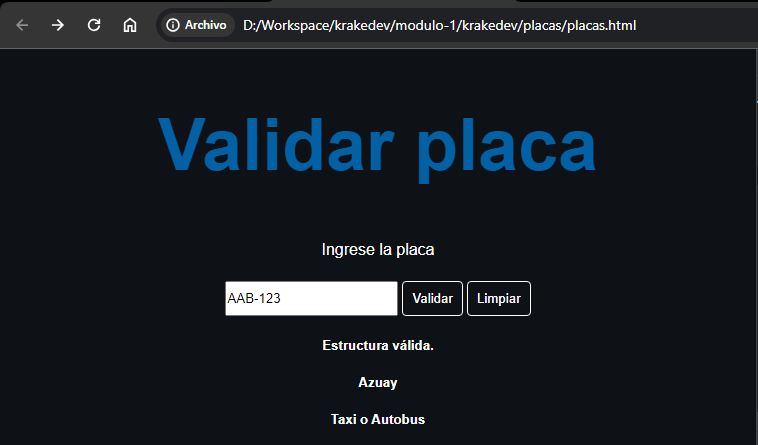 Archivo D:/Workspace/krakedev/modulo-1/krakedev/placas/placas.html
Validar placa
Ingrese la placa
AAB-123 Validar Limpiar
Estructura válida.
Azuay
Taxi o Autobus